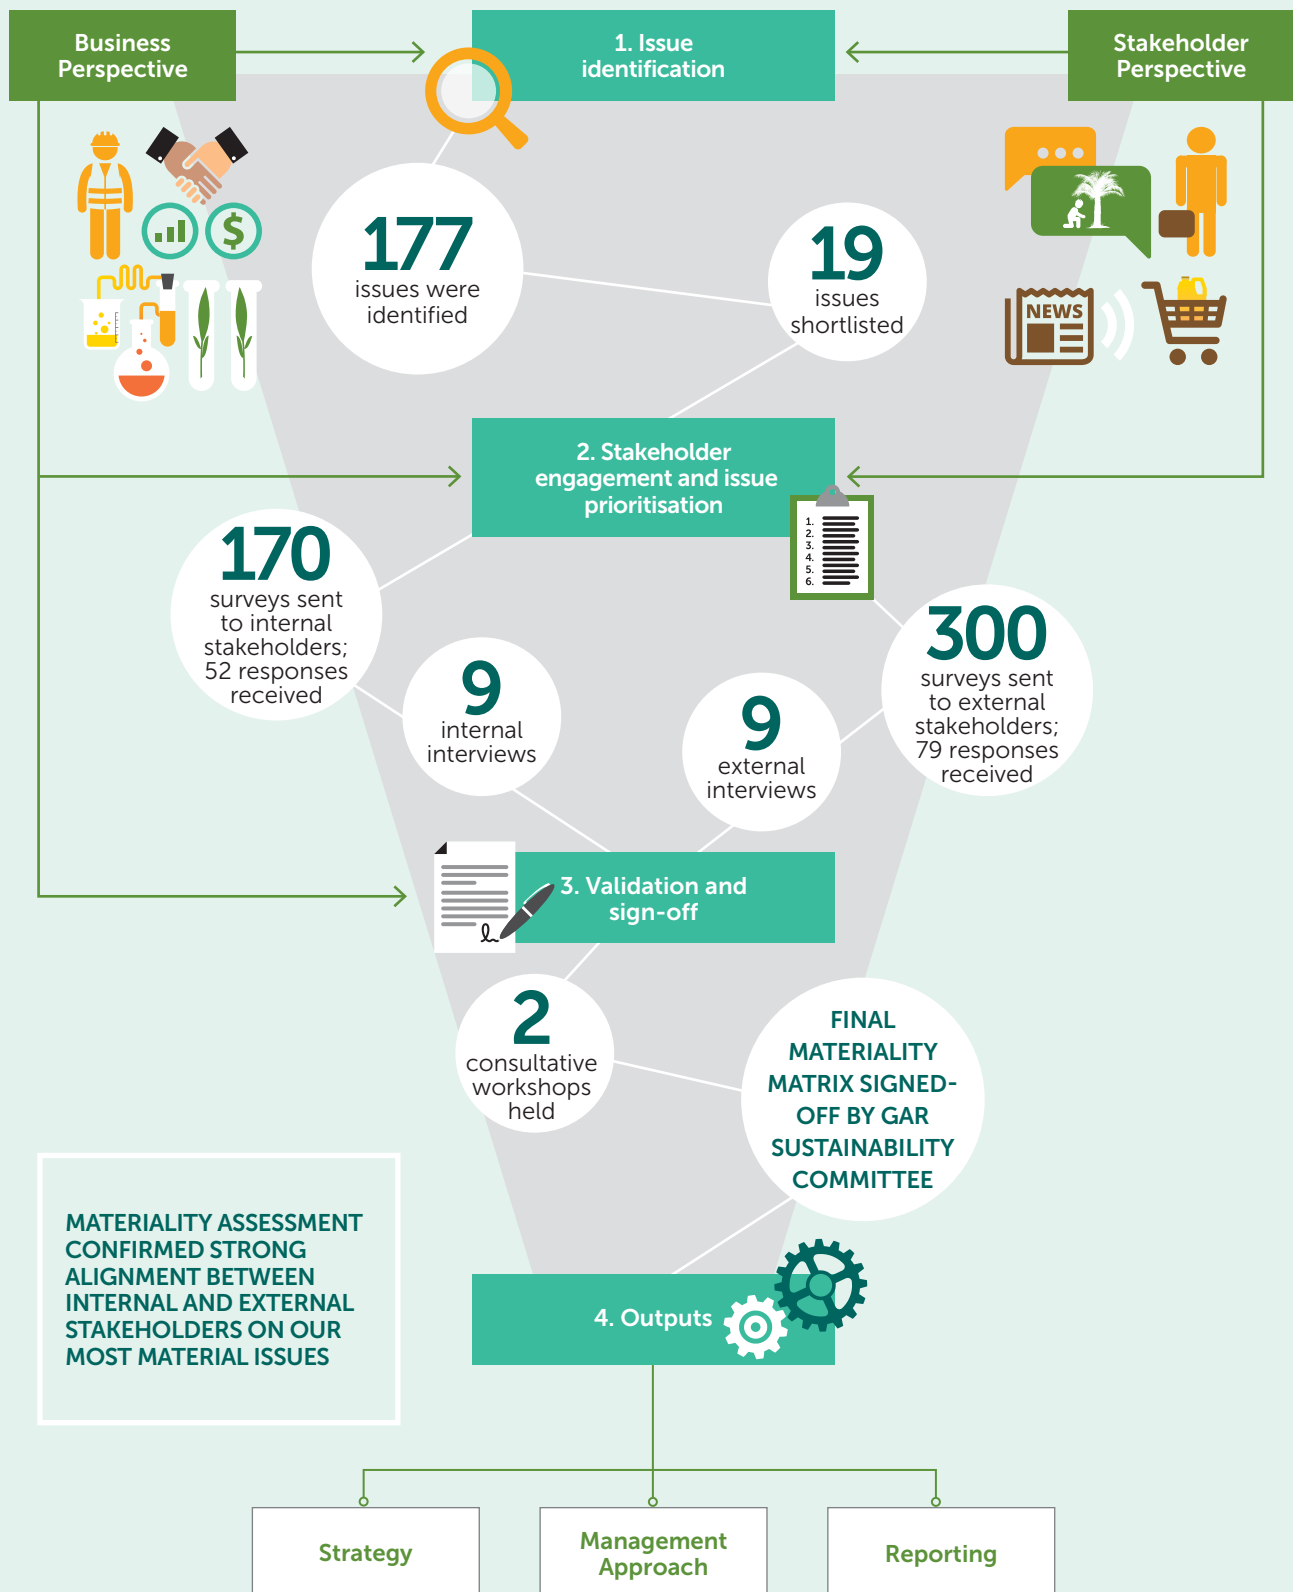 Business
Perspective
1. Issue
identification
Stakeholder
Perspective
177
issues were
identified
19
issues
shortlisted
NEWS
2. Stakeholder
engagement and issue
prioritisation
1.
2.
3.
4.
5.
6.
170
surveys sent
to internal
stakeholders;
52 responses
received
9
internal
interviews
9
external
interviews
300
surveys sent
to external
stakeholders;
79 responses
received
3. Validation and
sign-off
2
consultative
workshops
held
FINAL
MATERIALITY
MATRIX SIGNED-
OFF BY GAR
SUSTAINABILITY
COMMITTEE
MATERIALITY ASSESSMENT
CONFIRMED STRONG
ALIGNMENT BETWEEN
INTERNAL AND EXTERNAL
STAKEHOLDERS ON OUR
MOST MATERIAL ISSUES
4. Outputs
Strategy
Management
Approach
Reporting